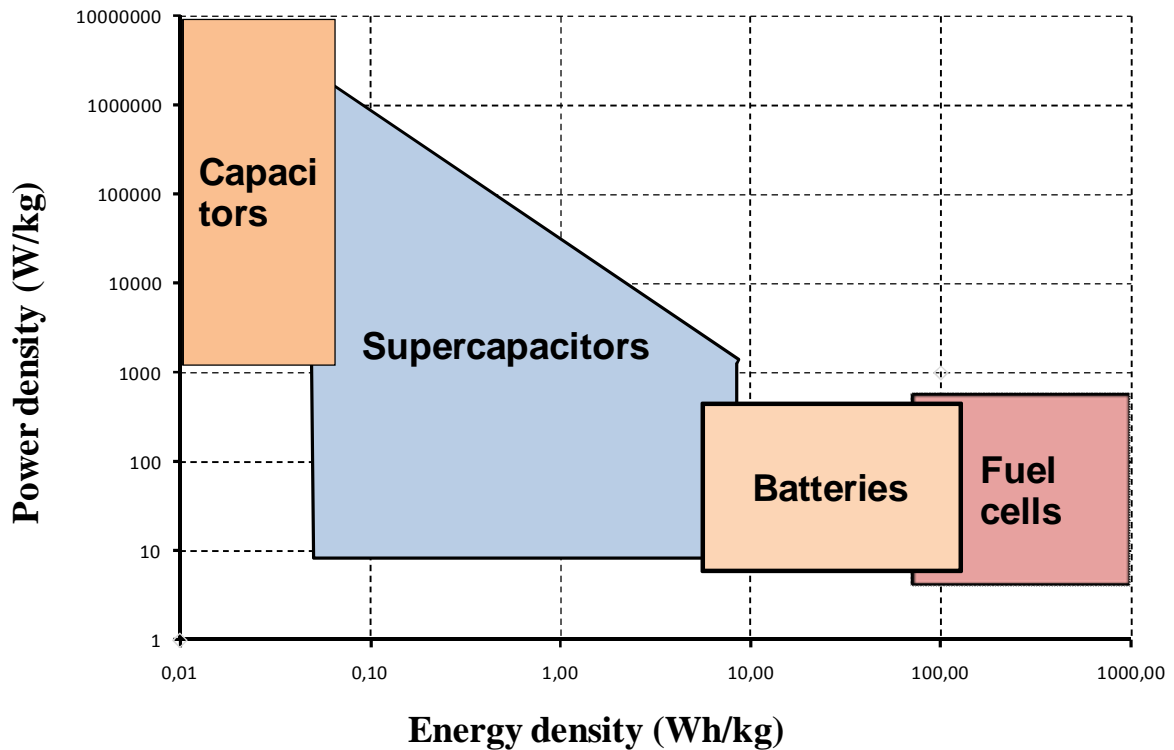 10000000
1000000
100000
10000
1000
100
10
1
Power density (W/kg)
Capaci
tors
Supercapacitors
Batteries
Fuel
cells
0,01 0,10 1,00 10,00 100,00 1000,00
Energy density (Wh/kg)